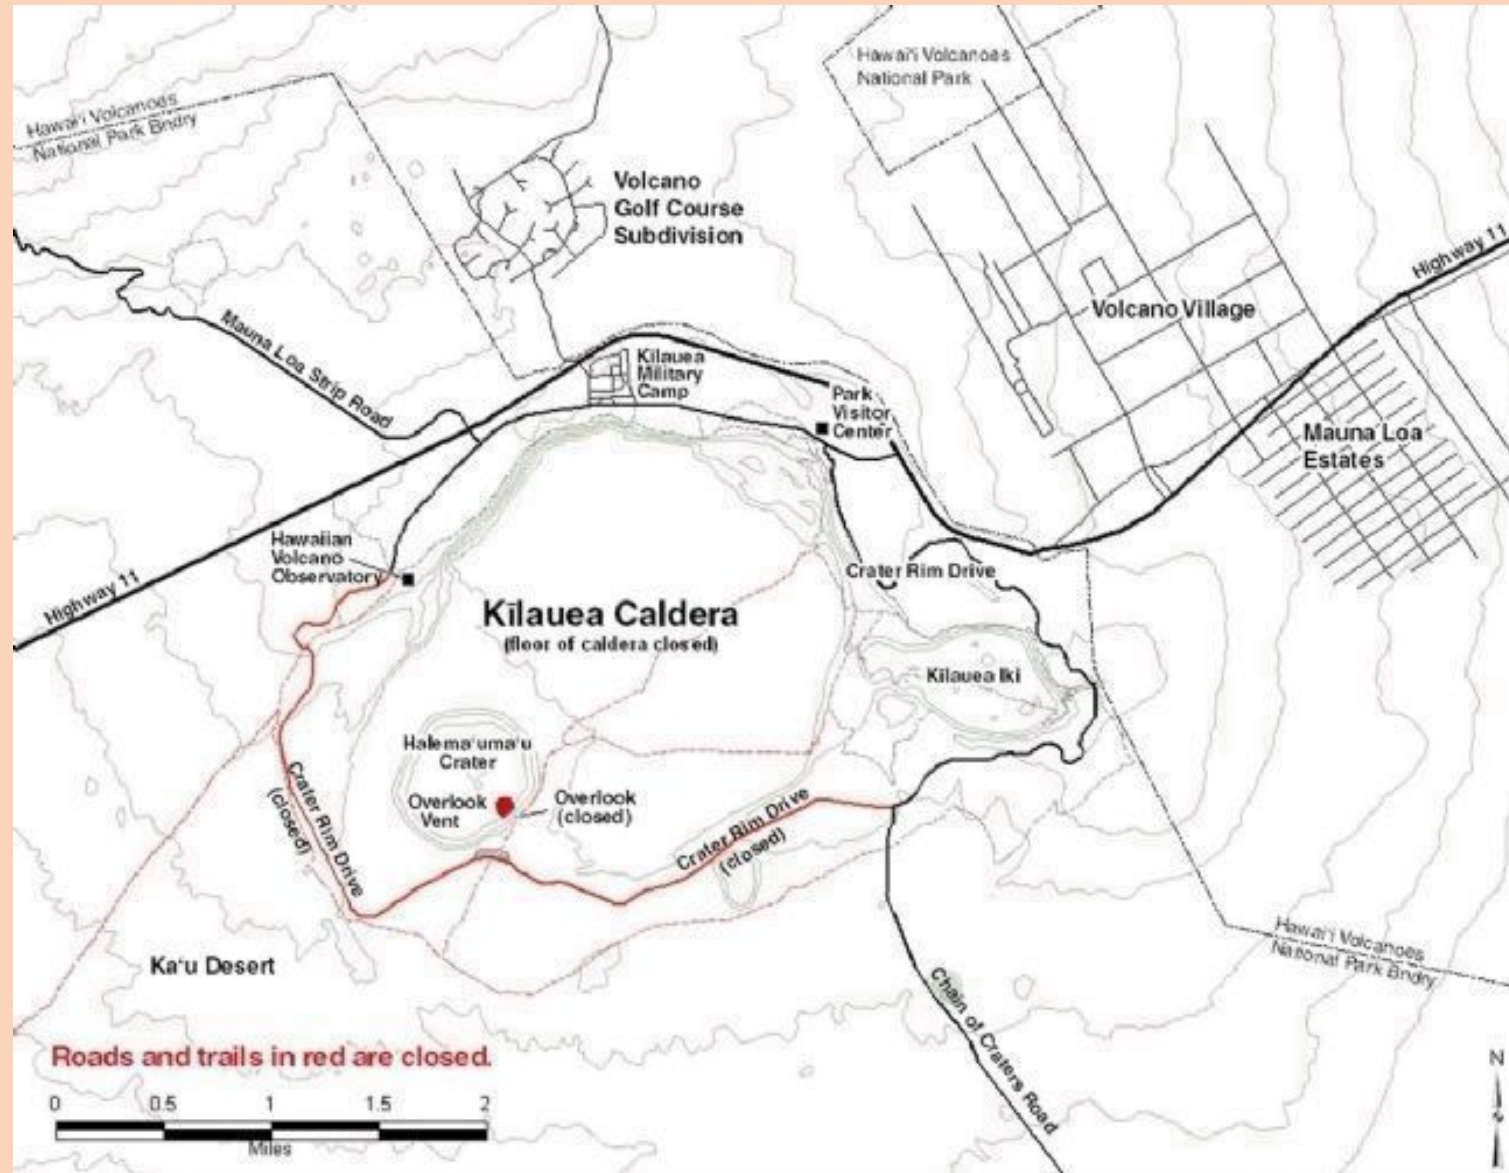 Hawai'i Volcanoes
National Park
Hawai'i Volcanoes
National Park Bndry
Volcano
Golf Course
Subdivision
Highway 11
Volcano Village
Mauna Loa Strip Road
Kilauea
Military
Camp
Park
Visitor
Center
Mauna Loa
Estates
Hawaiian
Volcano
Observatory
Highway 11
Crater Rim Drive
Kīlauea Caldera
(floor of caldera closed)
Kilauea Iki
Halema'uma'u
Crater
Overlook
Vent
Overlook
(closed)
Crater Rim Drive
(closed)
Crater Rim Drive
(closed)
Hawai'i Volcanoes
National Park Bndry
Ka'u Desert
Chain of Craters Road
Roads and trails in red are closed.
0 0.5 1 1.5 2
Miles
N